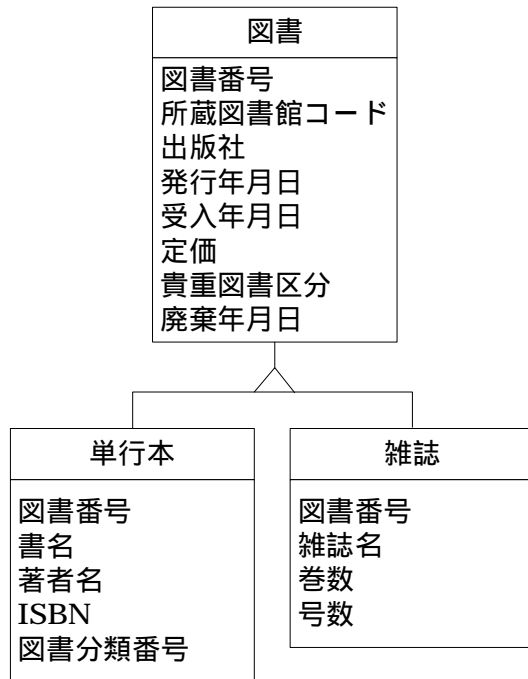 図書
図書番号
所蔵図書館コード
出版社
発行年月日
受入年月日
定価
貴重図書区分
廃棄年月日
単行本
図書番号
書名
著者名
ISBN
図書分類番号
雑誌
図書番号
雑誌名
巻数
号数